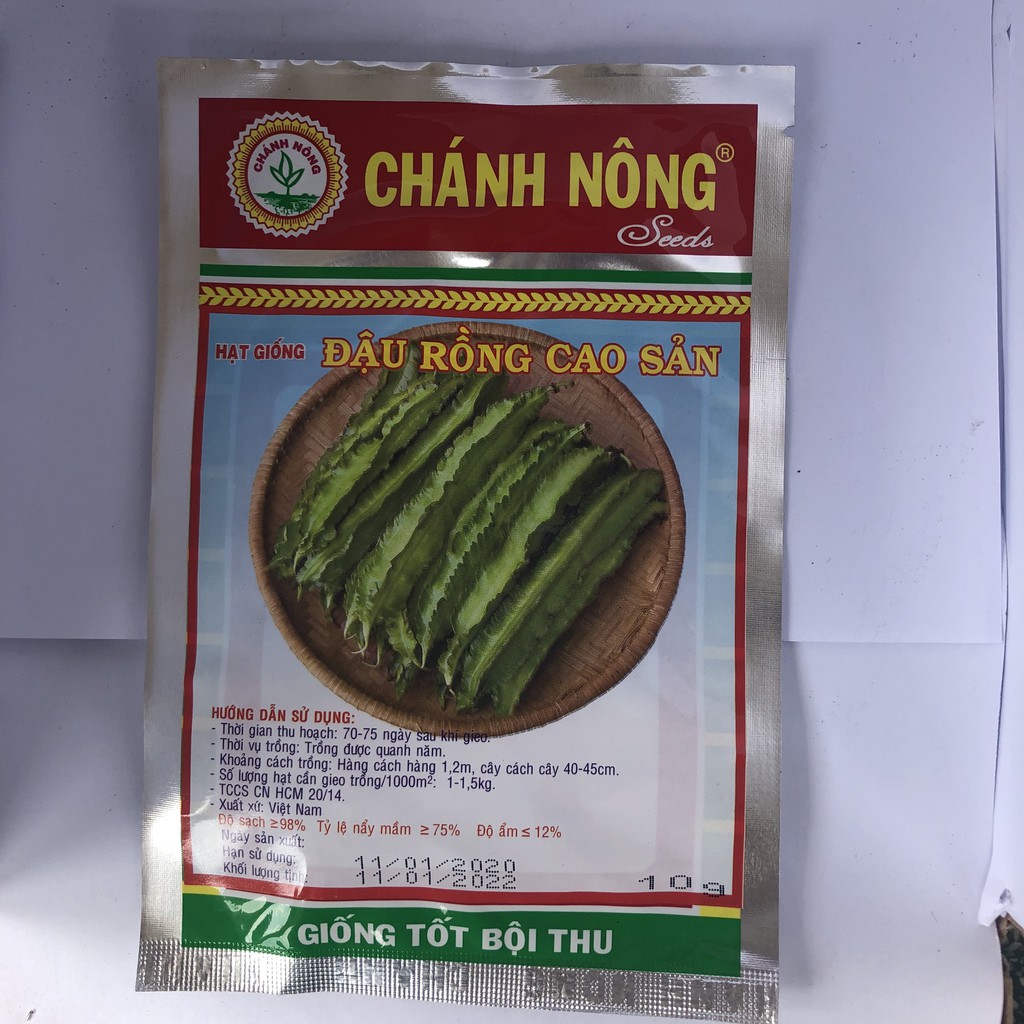 CHÁNH NÔNG
CHÁNH NÔNG®
Seeds
HẠT GIỐNG ĐẬU RỒNG CAO SẢN
HƯỚNG DẪN SỬ DỤNG:
- Thời gian thu hoạch: 70-75 ngày sau khi gieo.
- Thời vụ trồng: Trồng được quanh năm.
- Khoảng cách trồng: Hàng cách hàng 1,2m, cây cách cây 40-45cm.
- Số lượng hạt cần gieo trồng/1000m²: 1-1,5kg.
- TCCS CN HCM 20/14.
- Xuất xứ: Việt Nam
Độ sạch ≥98% Tỷ lệ nẩy mầm ≥75% Độ ẩm ≤ 12%
Ngày sản xuất: 11/01/2020
Hạn sử dụng: 11/01/2022
Khối lượng tịnh: 10g
GIỐNG TỐT BỘI THU